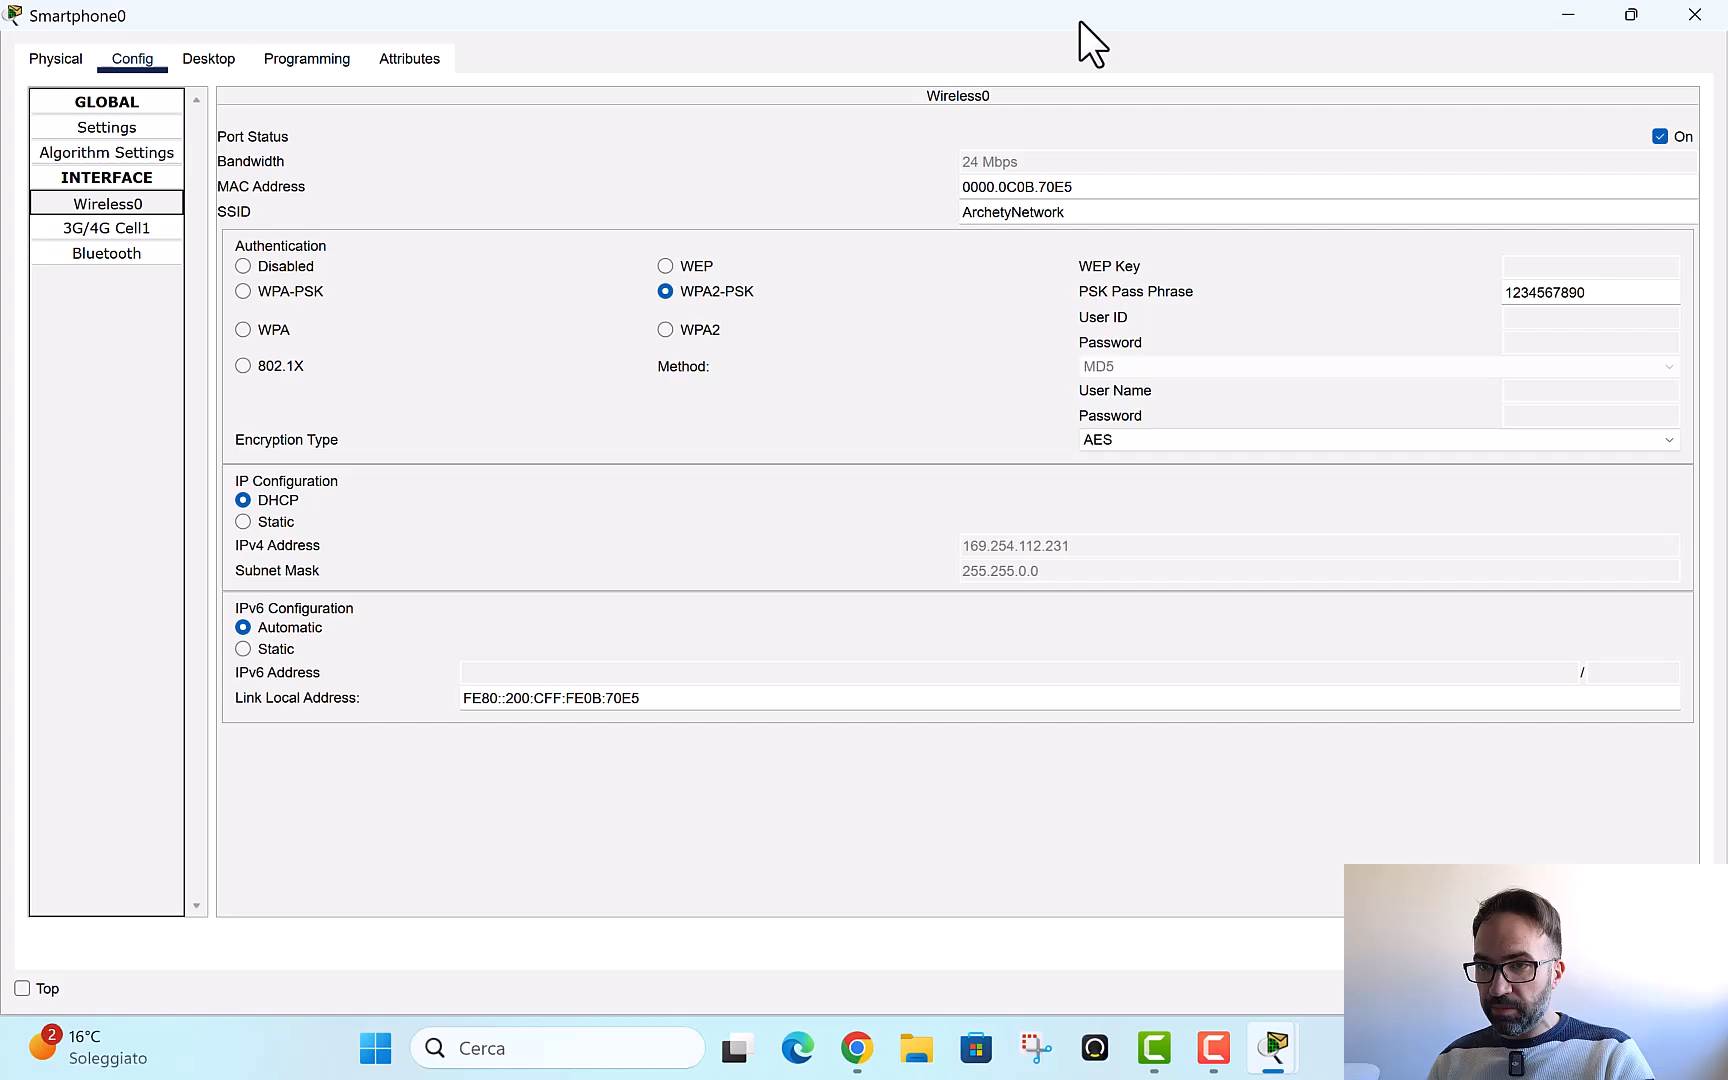 Smartphone0
Physical Config Desktop Programming Attributes
GLOBAL
Settings
Algorithm Settings
INTERFACE
Wireless0
3G/4G Cell1
Bluetooth
Wireless0
Port Status On
Bandwidth 24 Mbps
MAC Address 0000.0C0B.70E5
SSID ArchetyNetwork
Authentication
Disabled WEP WEP Key
WPA-PSK WPA2-PSK PSK Pass Phrase 1234567890
User ID
WPA WPA2 Password
802.1X Method: MD5
User Name
Password
Encryption Type AES
IP Configuration
DHCP
Static
IPv4 Address 169.254.112.231
Subnet Mask 255.255.0.0
IPv6 Configuration
Automatic
Static
IPv6 Address /
Link Local Address: FE80::200:CFF:FE0B:70E5
Top
2 16°C
Soleggiato
Cerca